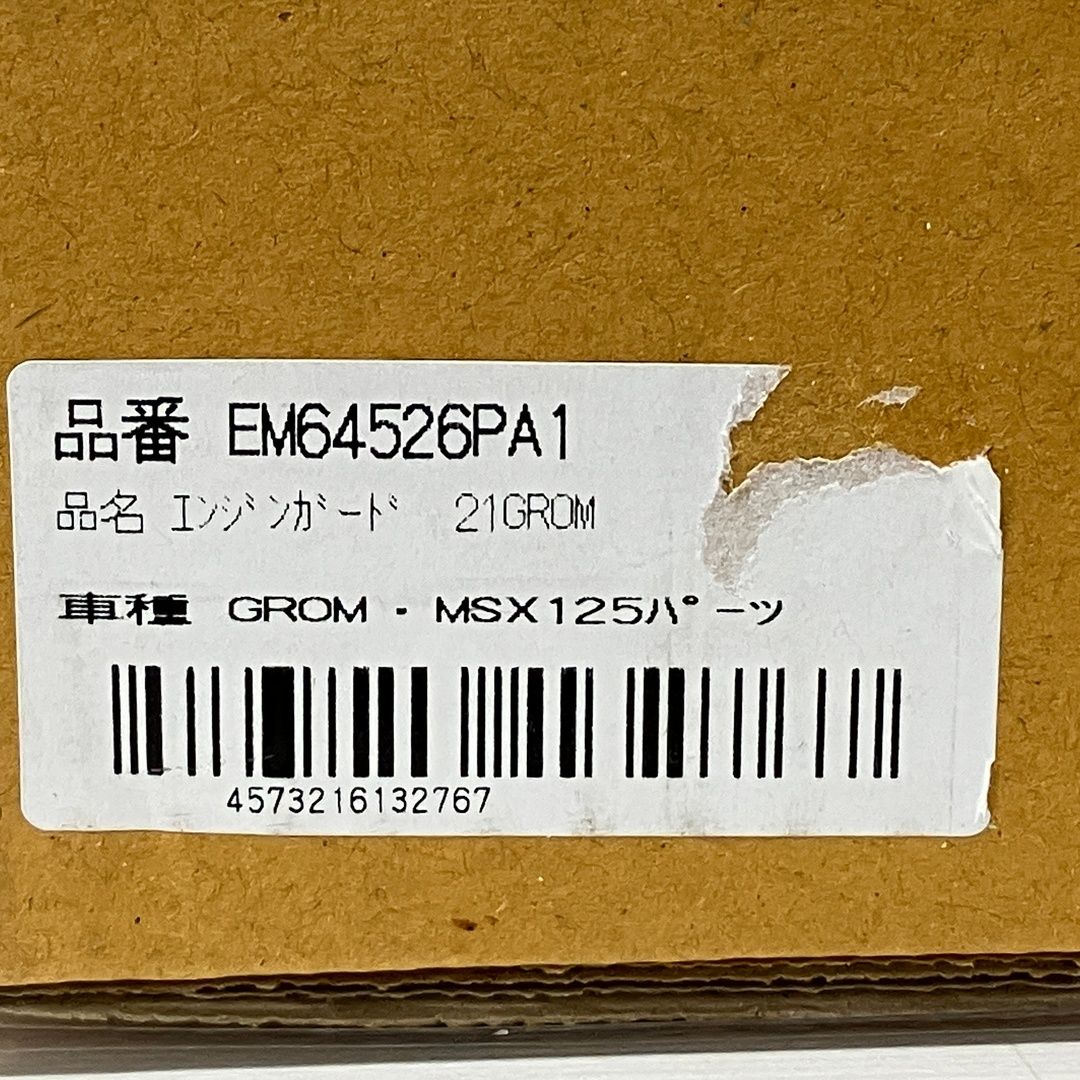 品番 EM64526PA1
品名 エンジンガード 21GROM
車種 GROM・MSX125パーツ
4573216132767